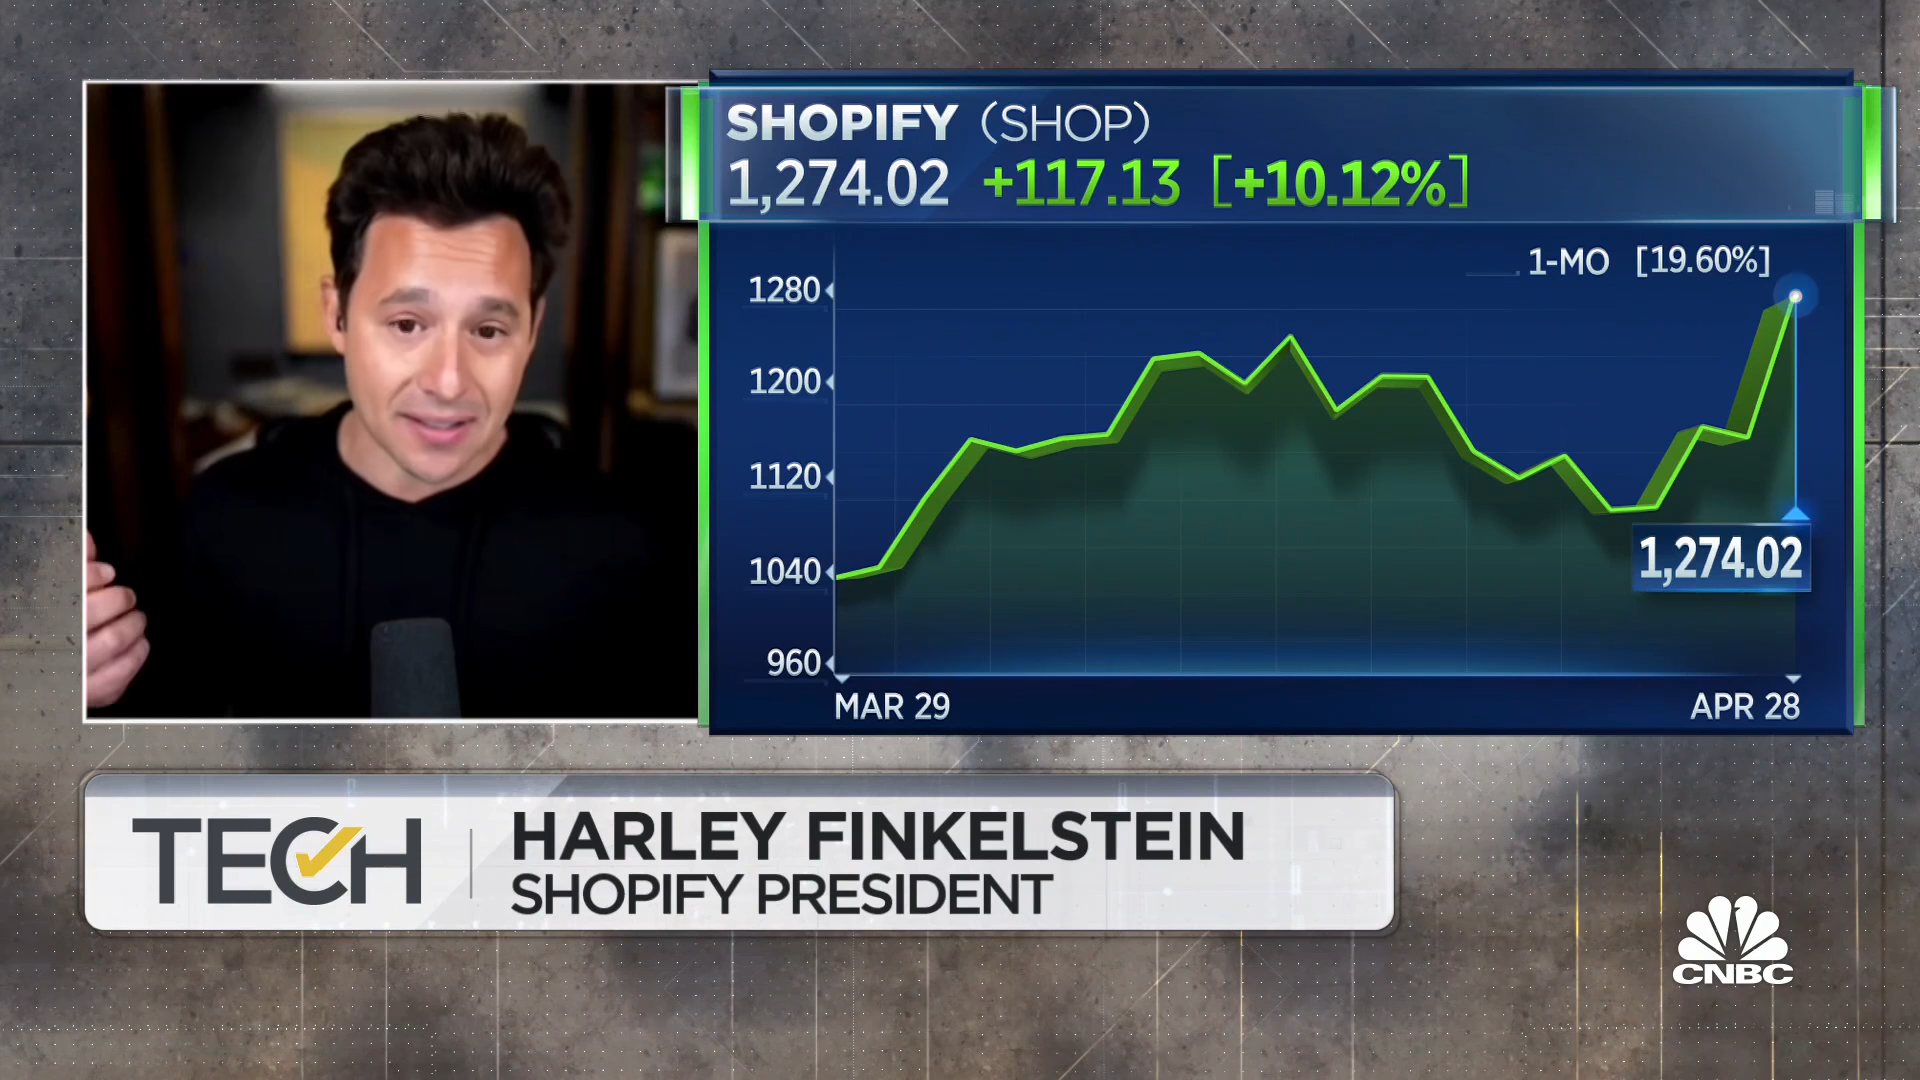 SHOPIFY (SHOP)
1,274.02 +117.13 [+10.12%]
1-MO [19.60%]
1280
1200
1120
1040
960
1,274.02
MAR 29 APR 28
TECH
HARLEY FINKELSTEIN
SHOPIFY PRESIDENT
CNBC